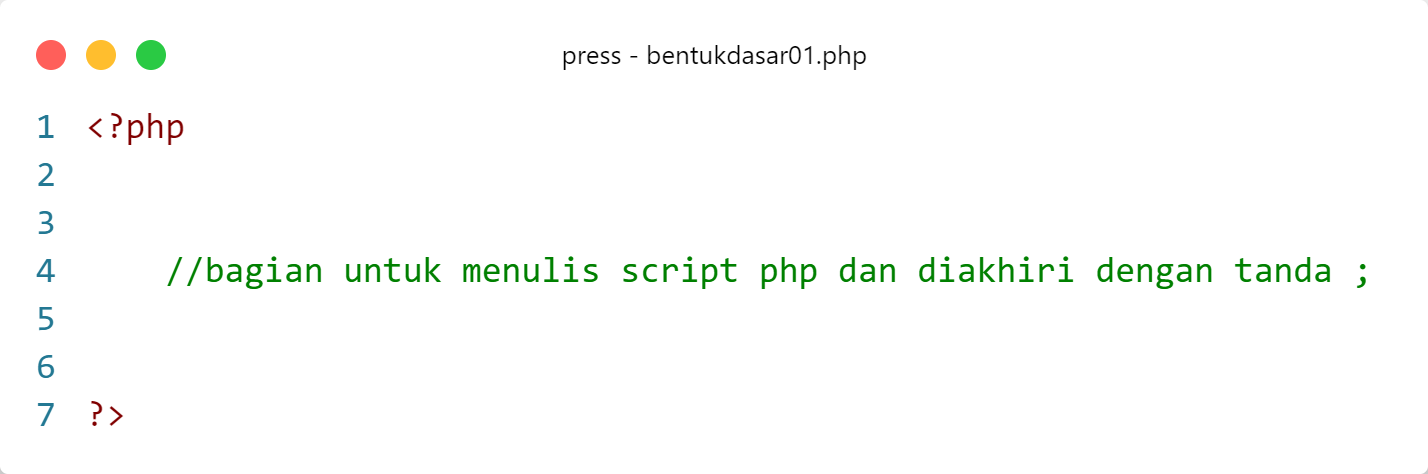 press - bentukdasar01.php
1 <?php
2
3
4 //bagian untuk menulis script php dan diakhiri dengan tanda ;
5
6
7 ?>